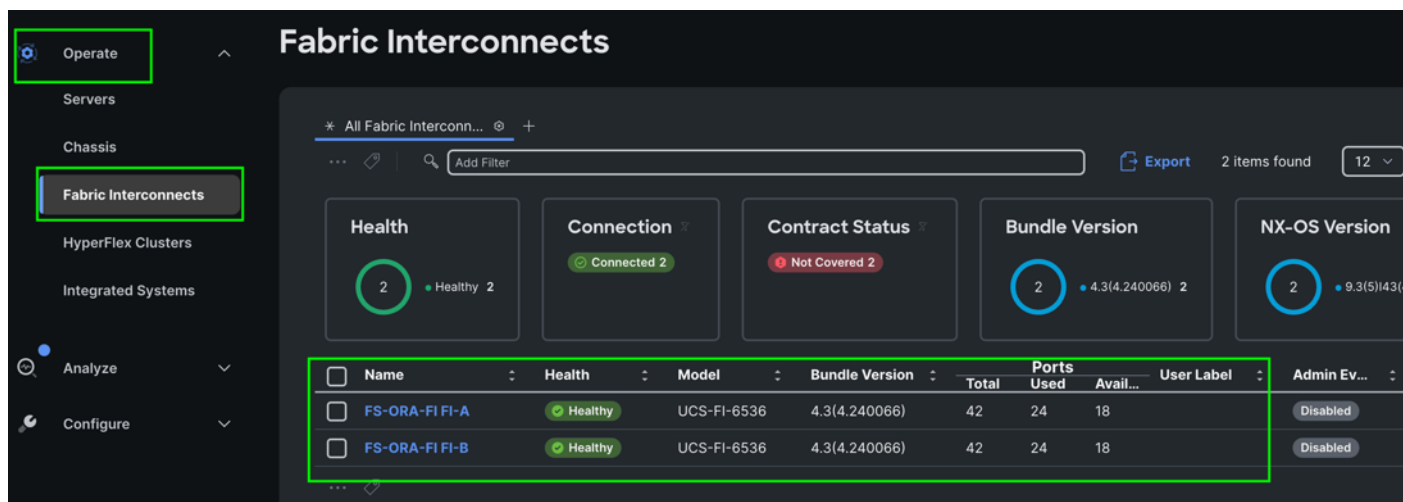 Fabric Interconnects
Operate
Servers
Chassis
Fabric Interconnects
HyperFlex Clusters
Integrated Systems
Analyze
Configure
All Fabric Interconn... +
... Add Filter Export 2 items found 12
Health
2 Healthy 2
Connection
Connected 2
Contract Status
Not Covered 2
Bundle Version
2 4.3(4.240066) 2
NX-OS Version
2 9.3(5)I43(
Ports
Name Health Model Bundle Version Total Used Avail... User Label Admin Ev...
FS-ORA-FI FI-A Healthy UCS-FI-6536 4.3(4.240066) 42 24 18 Disabled
FS-ORA-FI FI-B Healthy UCS-FI-6536 4.3(4.240066) 42 24 18 Disabled
...